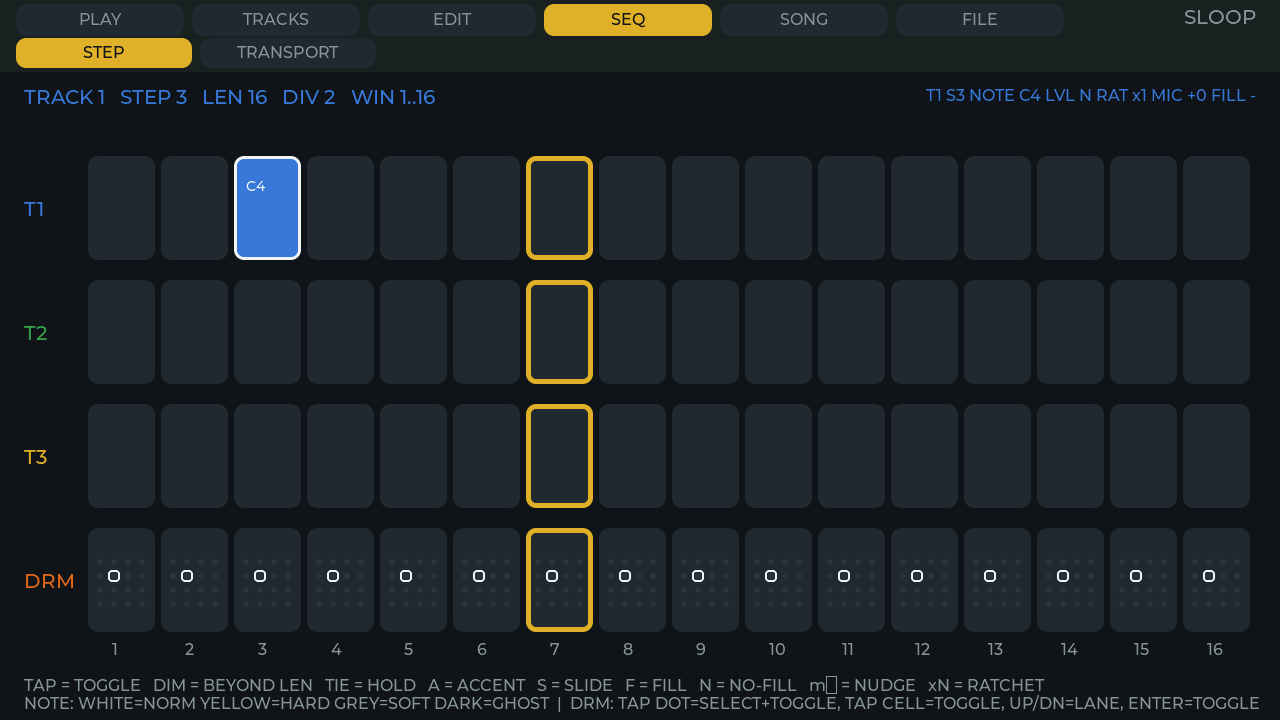 PLAY TRACKS EDIT SEQ SONG FILE SLOOP
STEP TRANSPORT
TRACK 1 STEP 3 LEN 16 DIV 2 WIN 1..16
T1 S3 NOTE C4 LVL N RAT x1 MIC +0 FILL -
T1
C4
T2
T3
DRM
1 2 3 4 5 6 7 8 9 10 11 12 13 14 15 16
TAP = TOGGLE DIM = BEYOND LEN TIE = HOLD A = ACCENT S = SLIDE F = FILL N = NO-FILL m□ = NUDGE xN = RATCHET
NOTE: WHITE=NORM YELLOW=HARD GREY=SOFT DARK=GHOST | DRM: TAP DOT=SELECT+TOGGLE, TAP CELL=TOGGLE, UP/DN=LANE, ENTER=TOGGLE